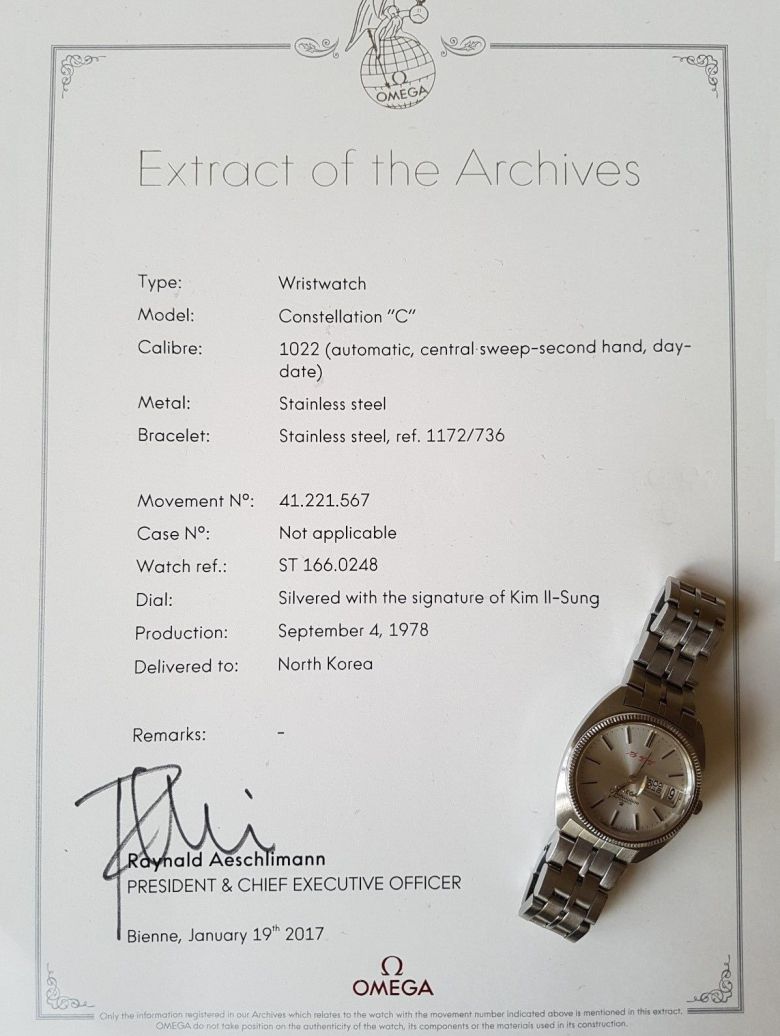 Ω
OMEGA
Extract of the Archives
Type: Wristwatch
Model: Constellation "C"
Calibre: 1022 (automatic, central sweep-second hand, day-
date)
Metal: Stainless steel
Bracelet: Stainless steel, ref. 1172/736
Movement Nº: 41.221.567
Case Nº: Not applicable
Watch ref.: ST 166.0248
Dial: Silvered with the signature of Kim Il-Sung
Production: September 4, 1978
Delivered to: North Korea
Remarks: -
Raynald Aeschlimann
PRESIDENT & CHIEF EXECUTIVE OFFICER
Bienne, January 19th 2017
Ω
OMEGA
Only the information registered in our Archives which relates to the watch with the movement number indicated above is mentioned in this extract.
OMEGA do not take position on the authenticity of the watch, its components or the materials used in its construction.